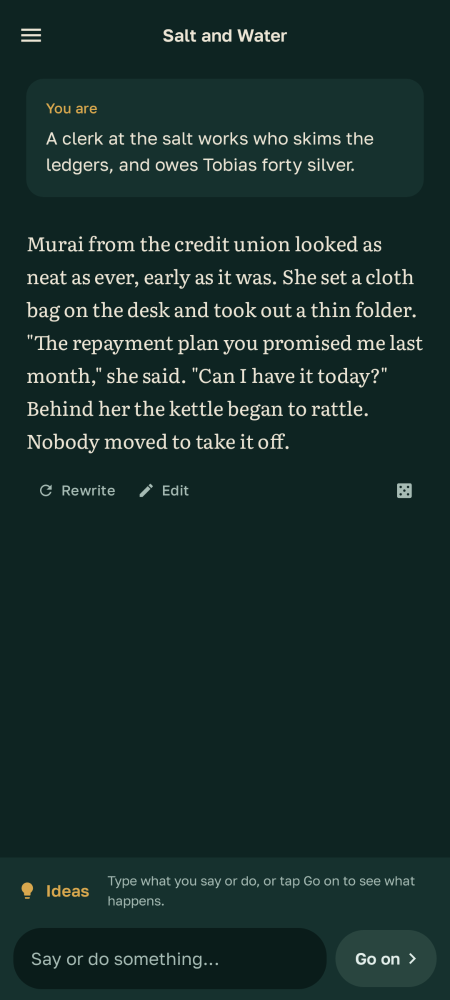 Salt and Water
You are
A clerk at the salt works who skims the
ledgers, and owes Tobias forty silver.
Murai from the credit union looked as
neat as ever, early as it was. She set a cloth
bag on the desk and took out a thin folder.
"The repayment plan you promised me last
month," she said. "Can I have it today?"
Behind her the kettle began to rattle.
Nobody moved to take it off.
Rewrite
Edit
Ideas
Type what you say or do, or tap Go on to see what
happens.
Say or do something...
Go on